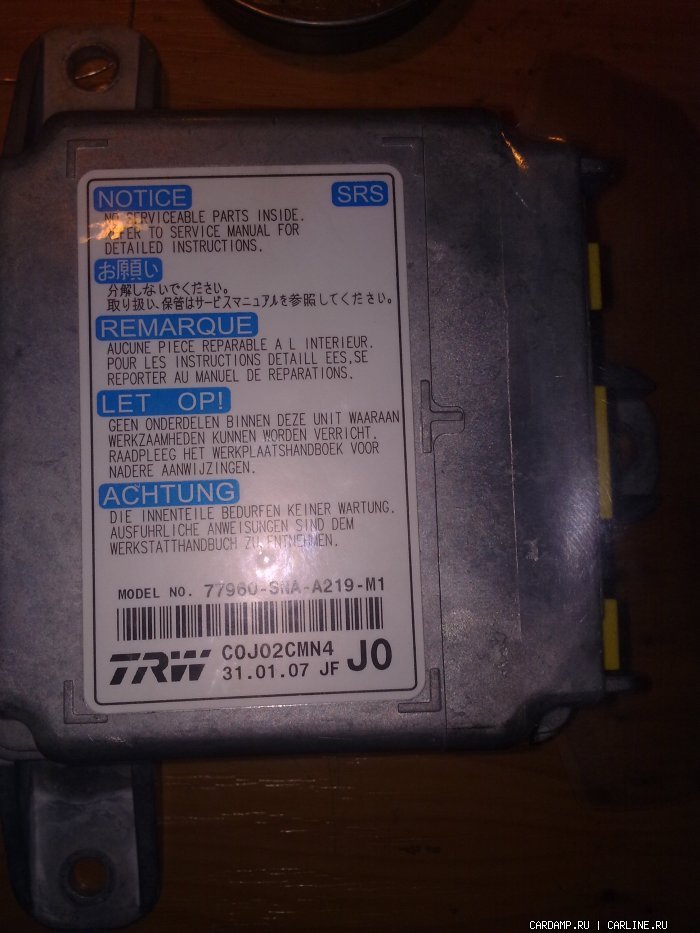 NOTICE SRS
NO SERVICEABLE PARTS INSIDE.
REFER TO SERVICE MANUAL FOR
DETAILED INSTRUCTIONS.
お願い
分解しないでください。
取り扱い、保管はサービスマニュアルを参照してください。
REMARQUE
AUCUNE PIECE REPARABLE A L INTERIEUR.
POUR LES INSTRUCTIONS DETAILL EES,SE
REPORTER AU MANUEL DE REPARATIONS.
LET OP!
GEEN ONDERDELEN BINNEN DEZE UNIT WAARAAN
WERKZAAMHEDEN KUNNEN WORDEN VERRICHT.
RAADPLEEG HET WERKPLAATSHANDBOEK VOOR
NADERE AANWIJZINGEN.
ACHTUNG
DIE INNENTEILE BEDURFEN KEINER WARTUNG.
AUSFUHRLICHE ANWEISUNGEN SIND DEM
WERKSTATTHANDBUCH ZU ENTNEHMEN.
MODEL NO. 77960-SNA-A219-M1
TRW C0J02CMN4
31.01.07 JF J0
CARDAMP.RU | CARLINE.RU